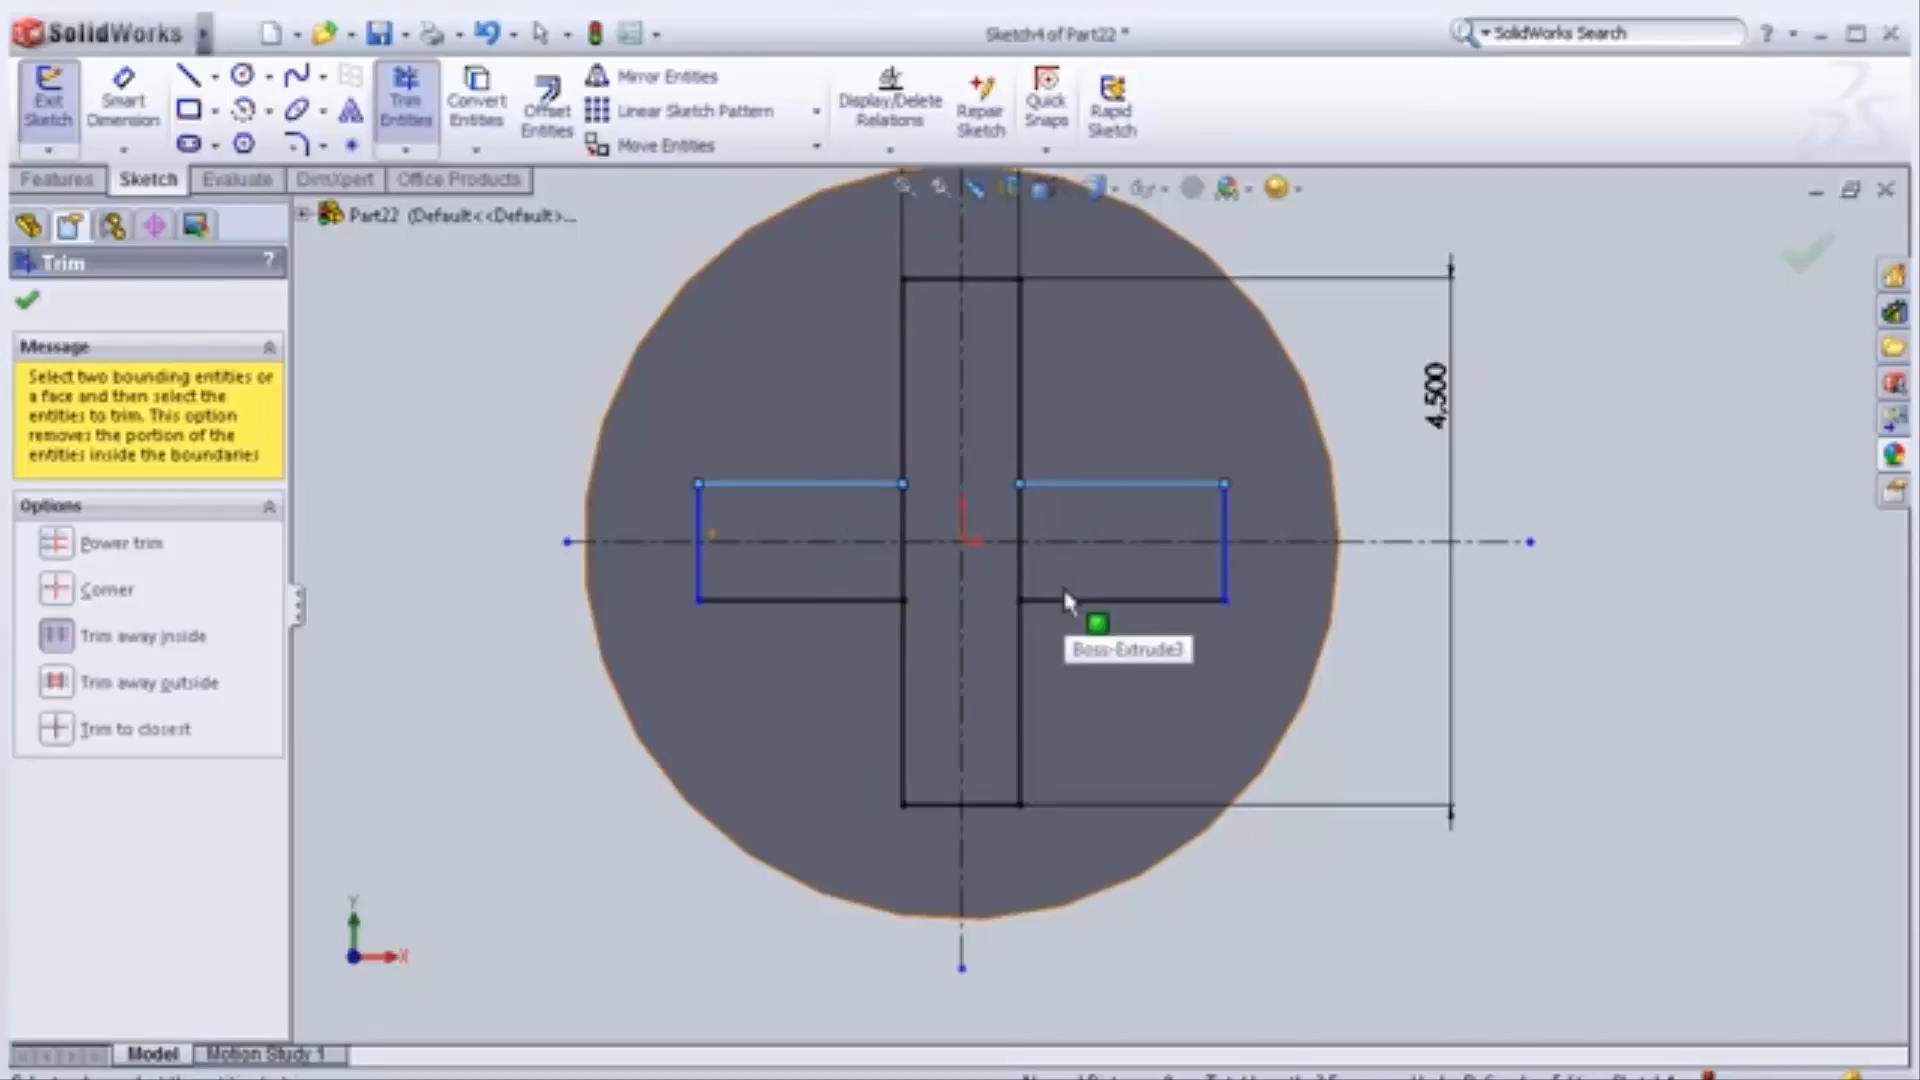 SolidWorks
Sketch4 of Part22 *
SolidWorks Search
?
Exit Sketch
Smart Dimension
Trim Entities
Convert Entities
Offset Entities
Mirror Entities
Linear Sketch Pattern
Move Entities
Display/Delete Relations
Repair Sketch
Quick Snaps
Rapid Sketch
Features
Sketch
Evaluate
DimXpert
Office Products
Part22 (Default<<Default>...
Trim
?
Message
Select two bounding entities or
a face and then select the
entities to trim. This option
removes the portion of the
entities inside the boundaries
Options
Power trim
Corner
Trim away inside
Trim away outside
Trim to closest
4.500
Boss-Extrude3
Y
X
Model
Motion Study 1